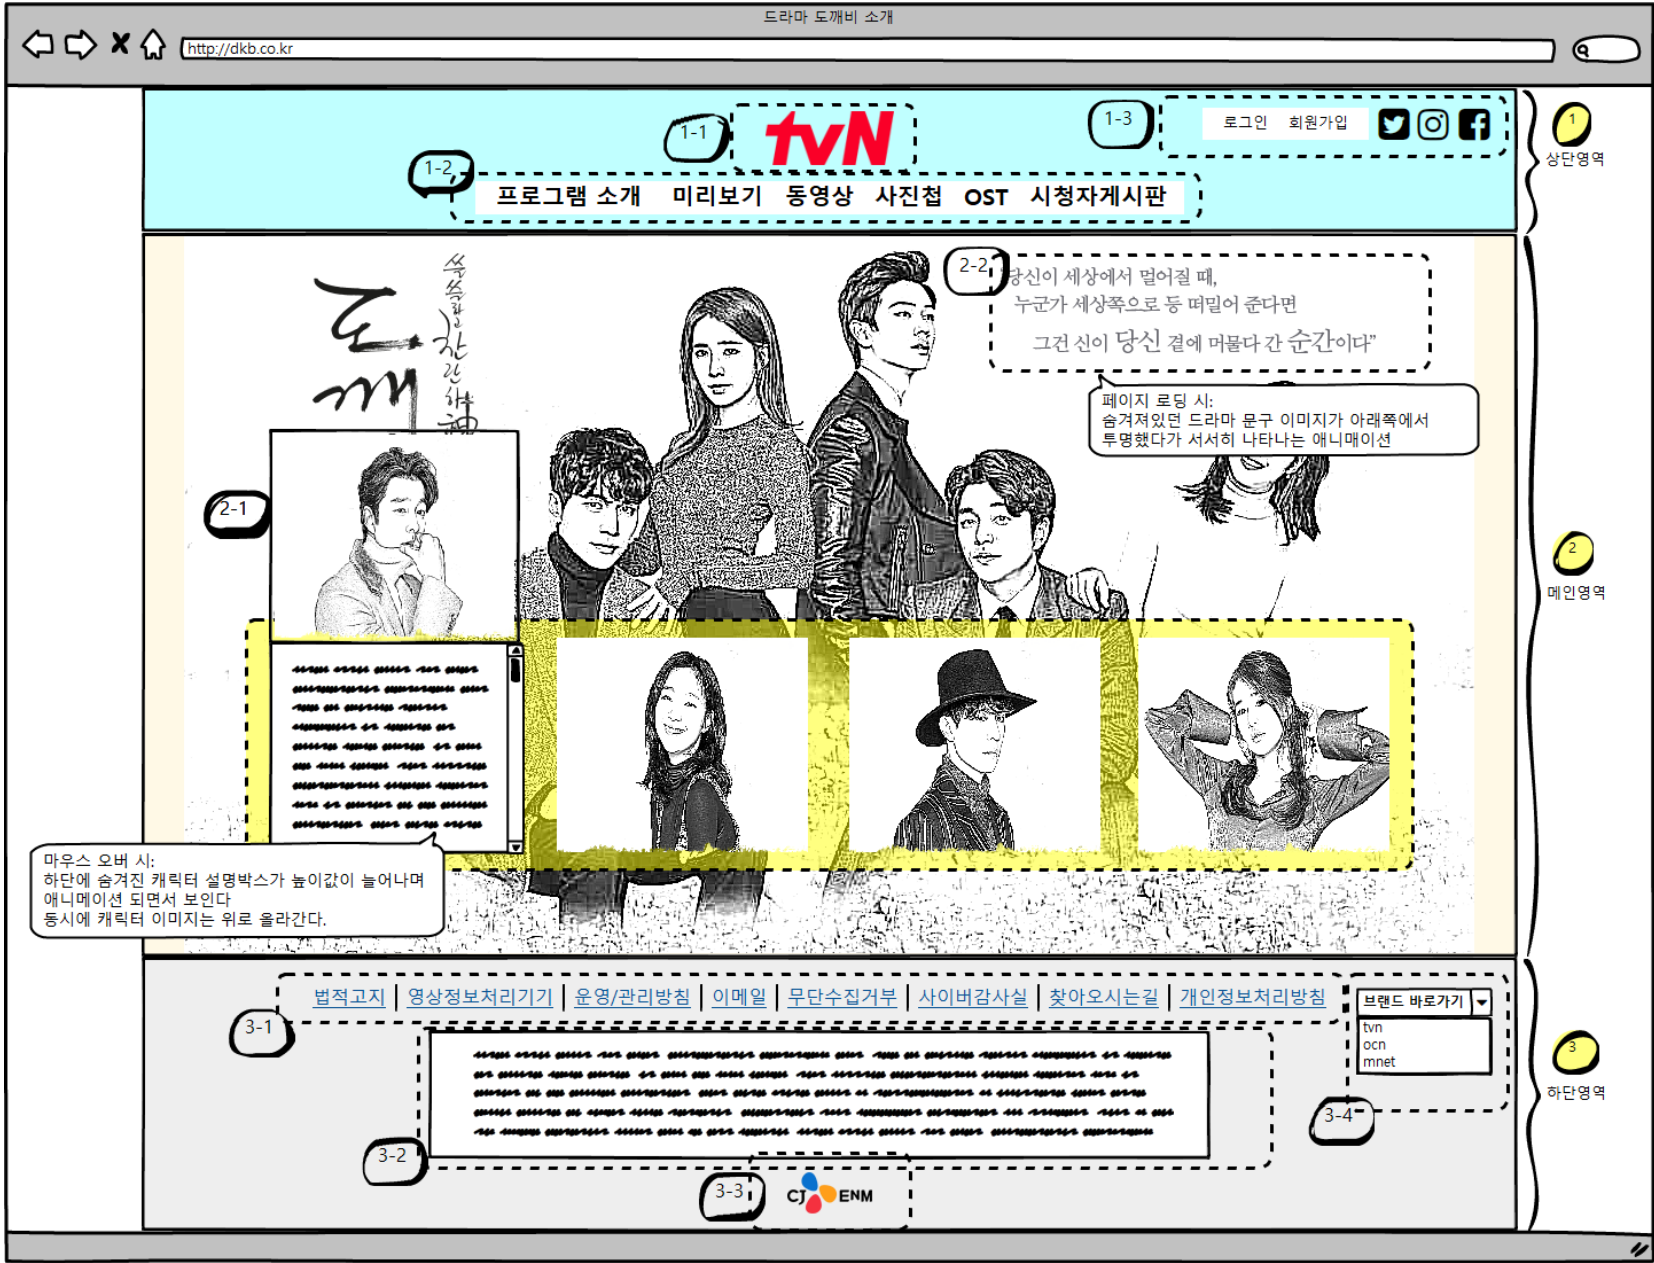 드라마 도깨비 소개
http://dkb.co.kr
1-1
tvN
1-3
로그인 회원가입
1
상단영역
1-2
프로그램 소개 미리보기 동영상 사진첩 OST 시청자게시판
쓸쓸하고 찬란하神
도깨
2-2
당신이 세상에서 멀어질 때,
누군가 세상쪽으로 등 떠밀어 준다면
그건 신이 당신 곁에 머물다 간 순간이다”
페이지 로딩 시:
숨겨져있던 드라마 문구 이미지가 아래쪽에서
투명했다가 서서히 나타나는 애니매이션
2-1
2
메인영역
마우스 오버 시:
하단에 숨겨진 캐릭터 설명박스가 높이값이 늘어나며
애니메이션 되면서 보인다
동시에 캐릭터 이미지는 위로 올라간다.
법적고지 | 영상정보처리기기 | 운영/관리방침 | 이메일 | 무단수집거부 | 사이버감사실 | 찾아오시는길 | 개인정보처리방침
브랜드 바로가기
tvn
ocn
mnet
3-1
3
하단영역
3-4
3-2
3-3
CJ ENM